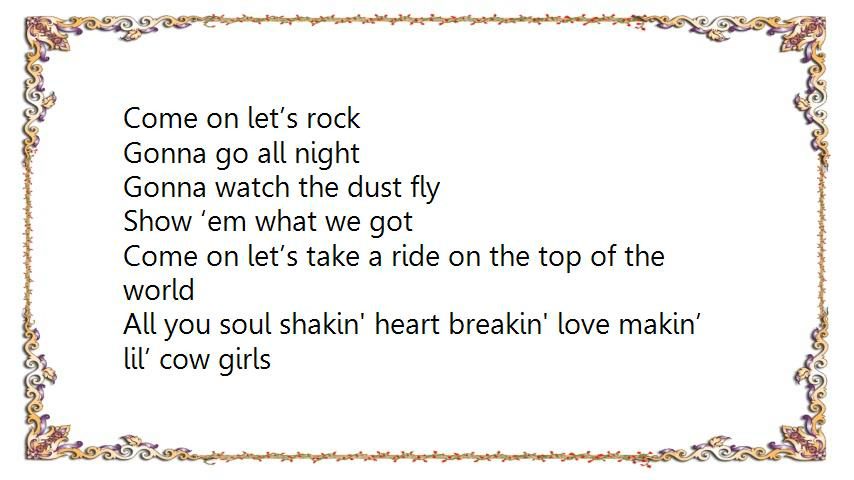 Come on let’s rock
Gonna go all night
Gonna watch the dust fly
Show ‘em what we got
Come on let’s take a ride on the top of the
world
All you soul shakin' heart breakin' love makin’
lil’ cow girls